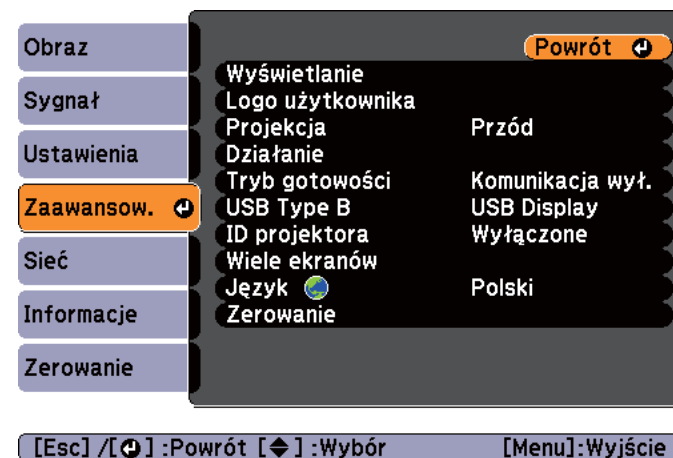 Obraz
Sygnał
Ustawienia
Zaawansow.
Sieć
Informacje
Zerowanie
Powrót
Wyświetlanie
Logo użytkownika
Projekcja Przód
Działanie
Tryb gotowości Komunikacja wył.
USB Type B USB Display
ID projektora Wyłączone
Wiele ekranów
Język Polski
Zerowanie
[Esc] /[ ] :Powrót [ ] :Wybór [Menu]:Wyjście